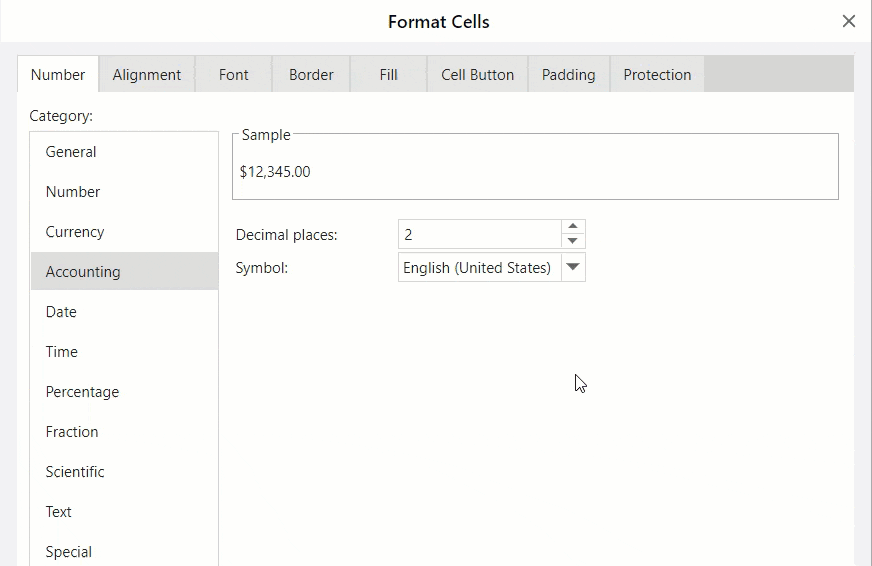 Format Cells
Number Alignment Font Border Fill Cell Button Padding Protection
Category:
General
Number
Currency
Accounting
Date
Time
Percentage
Fraction
Scientific
Text
Special
Sample
$12,345.00
Decimal places: 2
Symbol: English (United States)